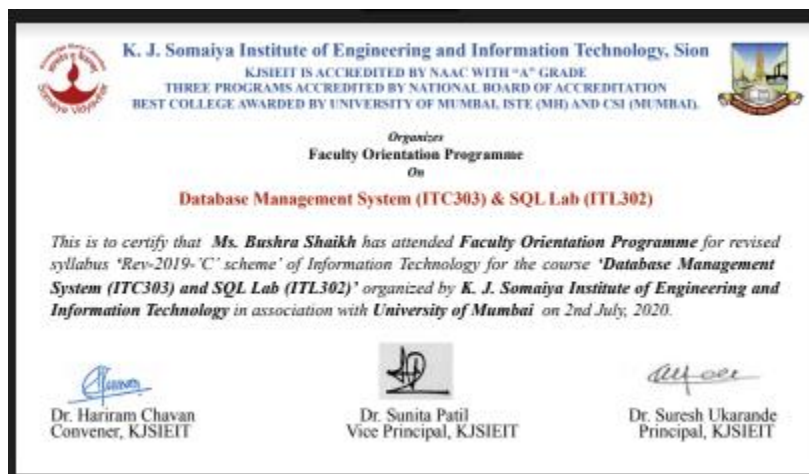 K. J. Somaiya Institute of Engineering and Information Technology, Sion
KJSIEIT IS ACCREDITED BY NAAC WITH “A” GRADE
THREE PROGRAMS ACCREDITED BY NATIONAL BOARD OF ACCREDITATION
BEST COLLEGE AWARDED BY UNIVERSITY OF MUMBAI, ISTE (MH) AND CSI (MUMBAI).
Somaiya Vidyavihar
Organizes
Faculty Orientation Programme
On
Database Management System (ITC303) & SQL Lab (ITL302)
This is to certify that Ms. Bushra Shaikh has attended Faculty Orientation Programme for revised
syllabus ‘Rev-2019-‘C’ scheme’ of Information Technology for the course ‘Database Management
System (ITC303) and SQL Lab (ITL302)’ organized by K. J. Somaiya Institute of Engineering and
Information Technology in association with University of Mumbai on 2nd July, 2020.
Dr. Hariram Chavan
Convener, KJSIEIT
Dr. Sunita Patil
Vice Principal, KJSIEIT
Dr. Suresh Ukarande
Principal, KJSIEIT